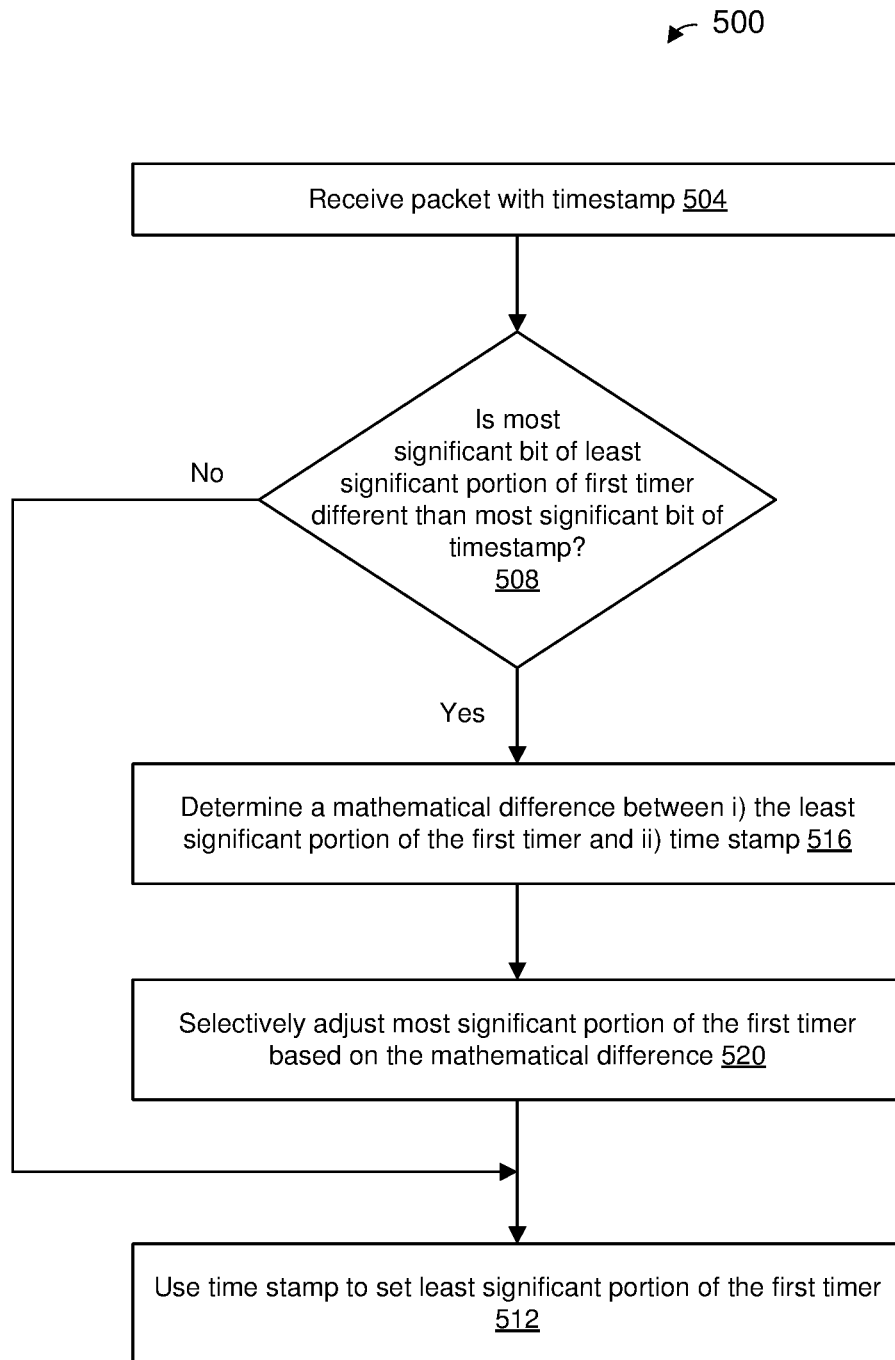 500
Receive packet with timestamp 504
Is most
significant bit of least
significant portion of first timer
different than most significant bit of
timestamp?
508
No
Yes
Determine a mathematical difference between i) the least
significant portion of the first timer and ii) time stamp 516
Selectively adjust most significant portion of the first timer
based on the mathematical difference 520
Use time stamp to set least significant portion of the first timer
512